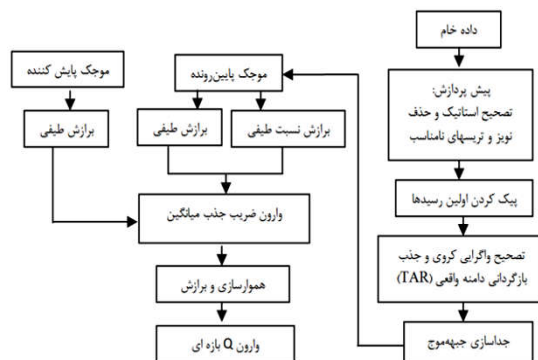 داده خام
پیش پردازش:
تصحیح استاتیک و حذف
نویز و تریسهای نامناسب
پیک کردن اولین رسیدها
تصحیح واگرایی کروی و جذب
بازگردانی دامنه واقعی (TAR)
جداسازی جبهه‌موج
موجک پایین‌رونده
برازش نسبت طیفی
برازش طیفی
موجک پایش کننده
برازش طیفی
وارون ضریب جذب میانگین
هموارسازی و برازش
وارون Q بازه ای